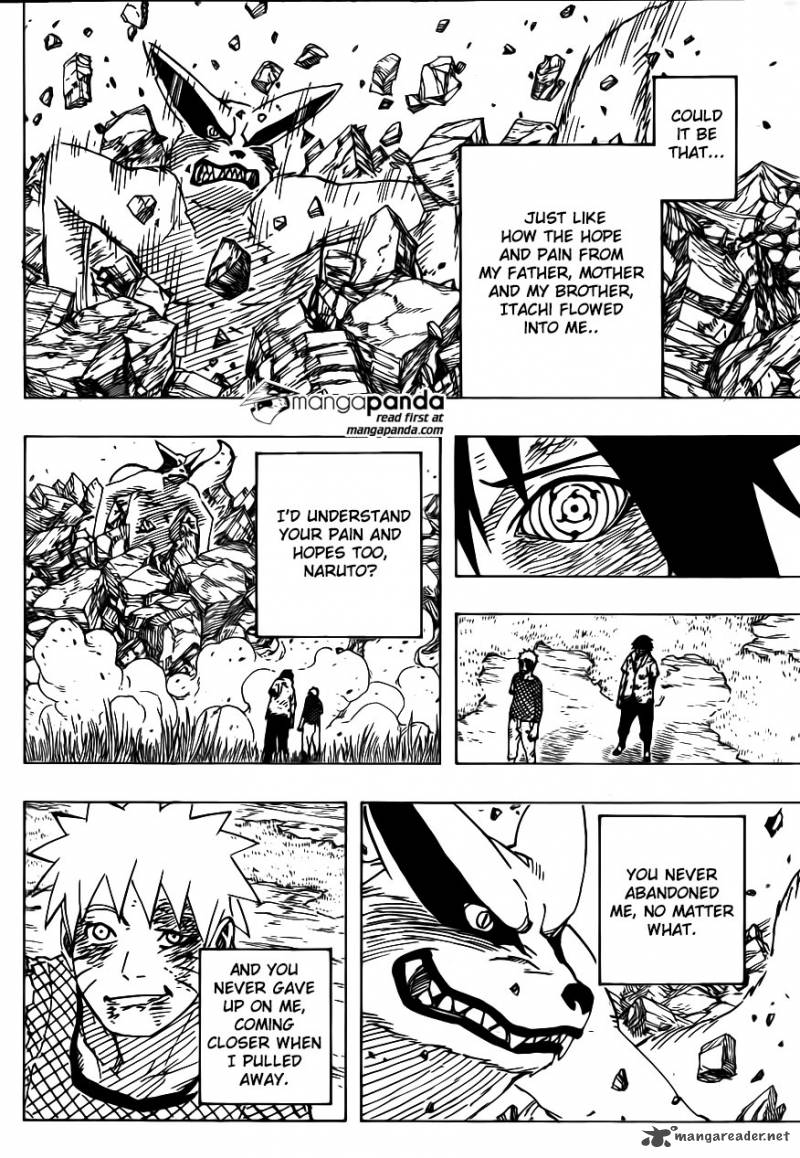 COULD
IT BE
THAT...
JUST LIKE
HOW THE HOPE
AND PAIN FROM
MY FATHER, MOTHER
AND MY BROTHER,
ITACHI FLOWED
INTO ME..
mangapanda
read first at
mangapanda.com
I'D UNDERSTAND
YOUR PAIN AND
HOPES TOO,
NARUTO?
YOU NEVER
ABANDONED
ME, NO MATTER
WHAT.
AND YOU
NEVER GAVE
UP ON ME,
COMING
CLOSER WHEN
I PULLED
AWAY.
mangareader.net